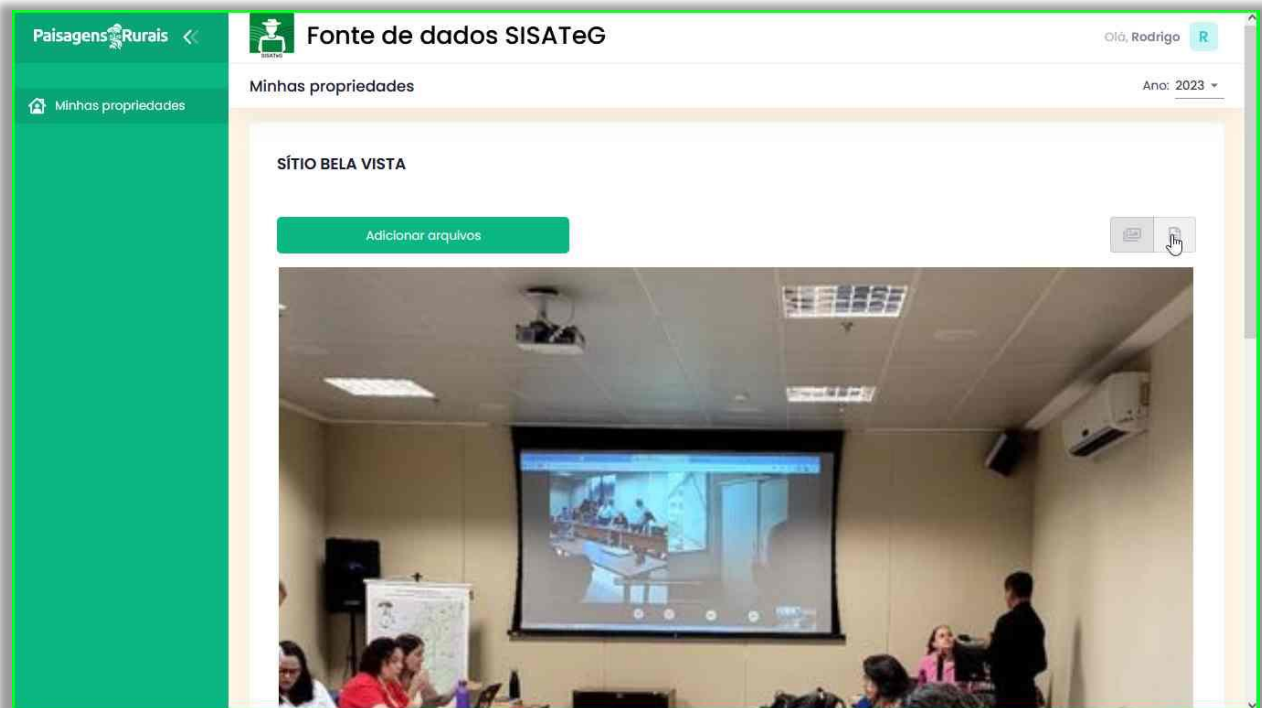 Paisagens Rurais
SISATeG
Fonte de dados SISATeG
Olá, Rodrigo R
Minhas propriedades
Minhas propriedades
Ano: 2023
SÍTIO BELA VISTA
Adicionar arquivos